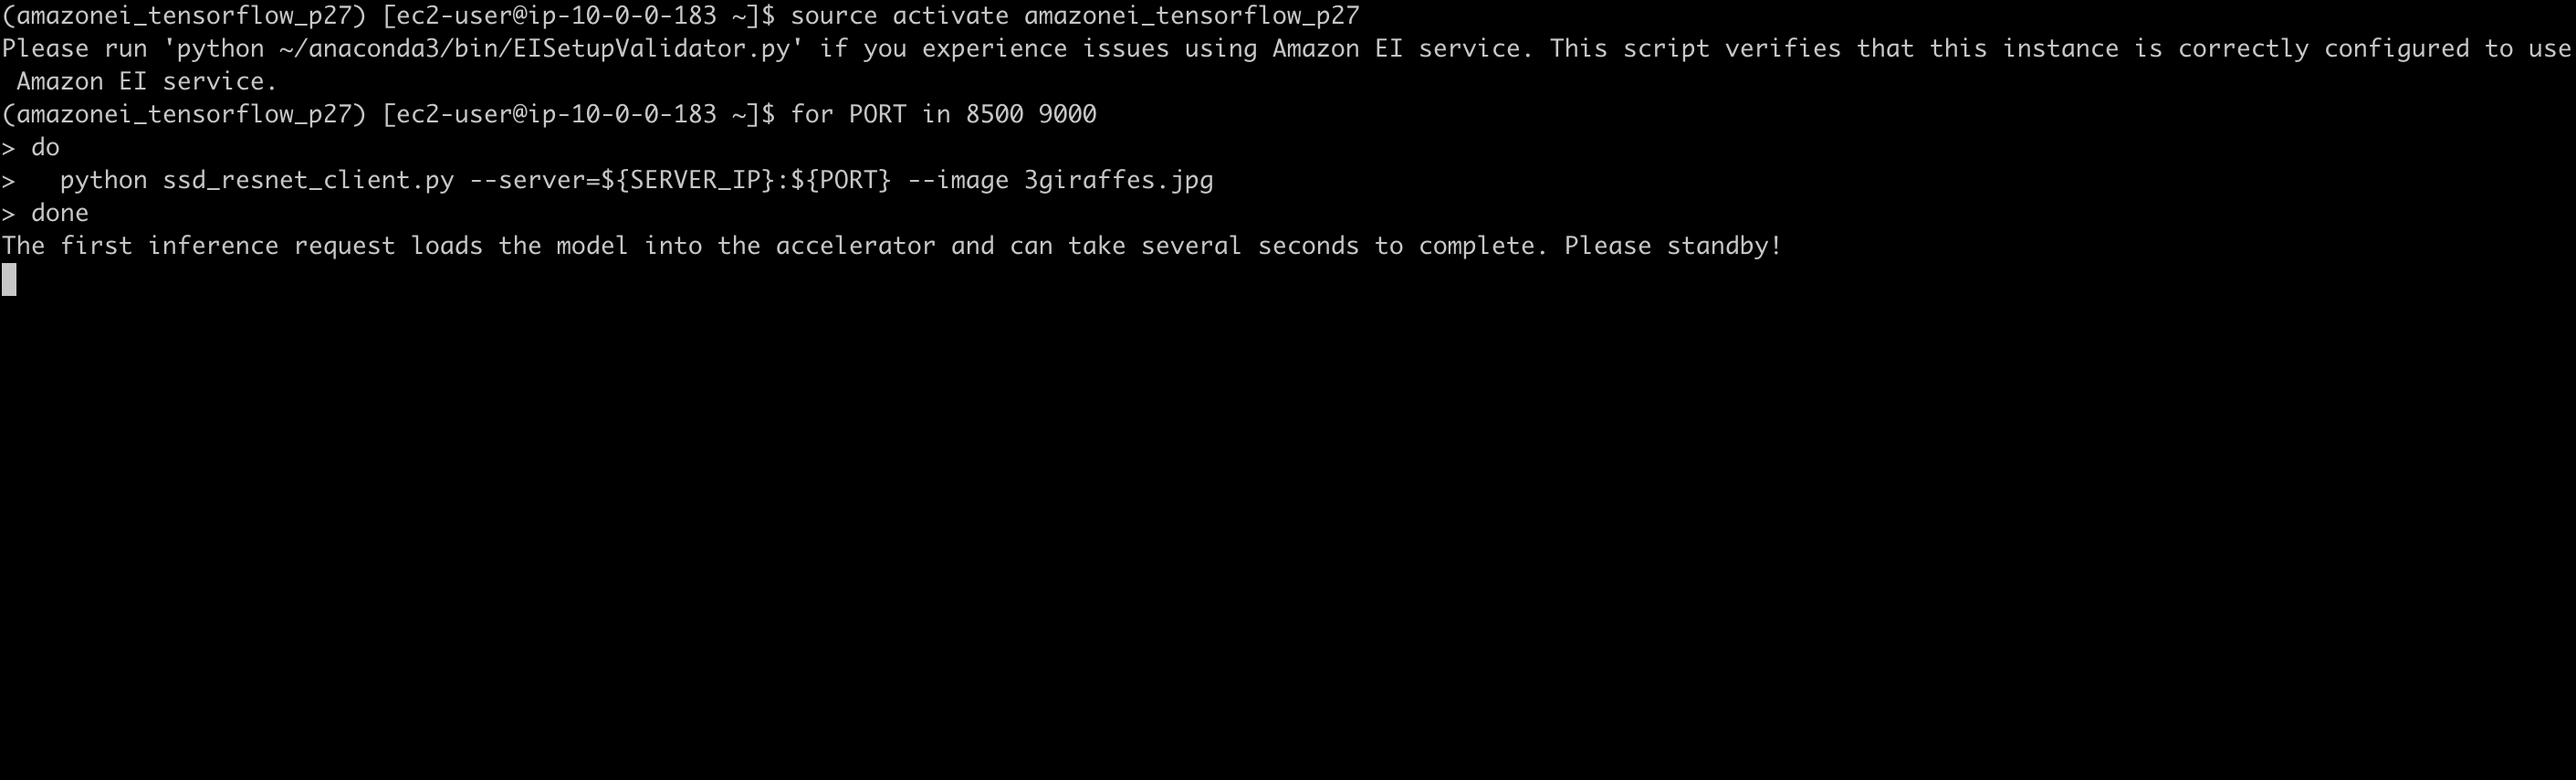 (amazonei_tensorflow_p27) [ec2-user@ip-10-0-0-183 ~]$ source activate amazonei_tensorflow_p27
Please run 'python ~/anaconda3/bin/EISetupValidator.py' if you experience issues using Amazon EI service. This script verifies that this instance is correctly configured to use
 Amazon EI service.
(amazonei_tensorflow_p27) [ec2-user@ip-10-0-0-183 ~]$ for PORT in 8500 9000
> do
>   python ssd_resnet_client.py --server=${SERVER_IP}:${PORT} --image 3giraffes.jpg
> done
The first inference request loads the model into the accelerator and can take several seconds to complete. Please standby!